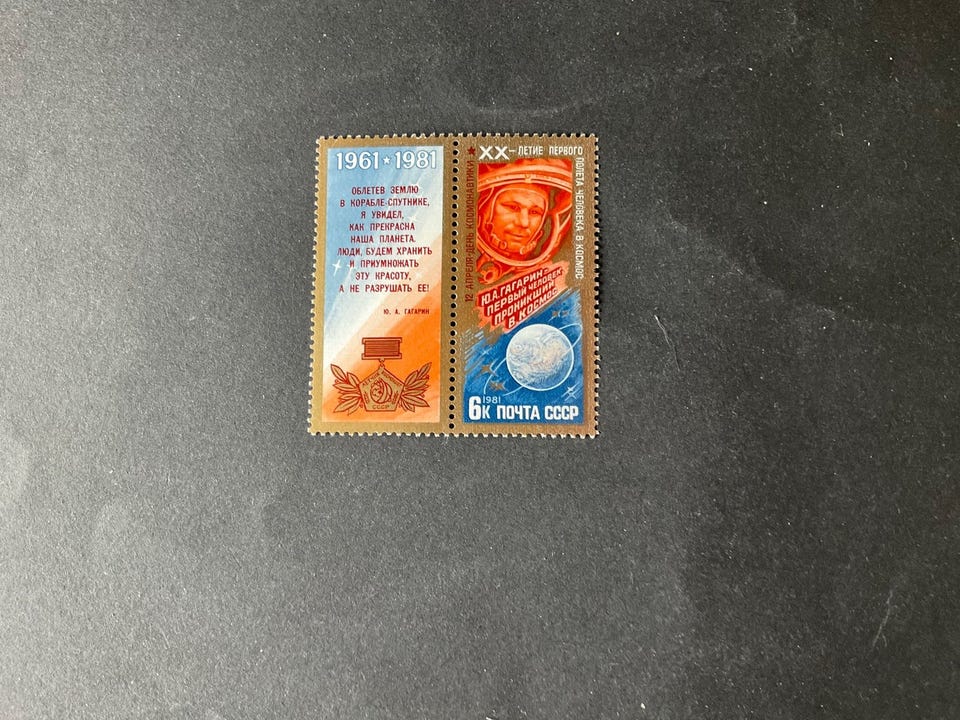 1961★1981
ОБЛЕТЕВ ЗЕМЛЮ
В КОРАБЛЕ-СПУТНИКЕ,
Я УВИДЕЛ,
КАК ПРЕКРАСНА
НАША ПЛАНЕТА.
ЛЮДИ, БУДЕМ ХРАНИТЬ
И ПРИУМНОЖАТЬ
ЭТУ КРАСОТУ,
А НЕ РАЗРУШАТЬ ЕЕ!
Ю. А. ГАГАРИН
СССР
12 АПРЕЛЯ-ДЕНЬ КОСМОНАВТИКИ ★
XX–ЛЕТИЕ ПЕРВОГО
ПОЛЕТА ЧЕЛОВЕКА В КОСМОС
Ю.А.ГАГАРИН-
ПЕРВЫЙ ЧЕЛОВЕК,
ПРОНИКШИЙ
В КОСМОС
1981
6К ПОЧТА СССР